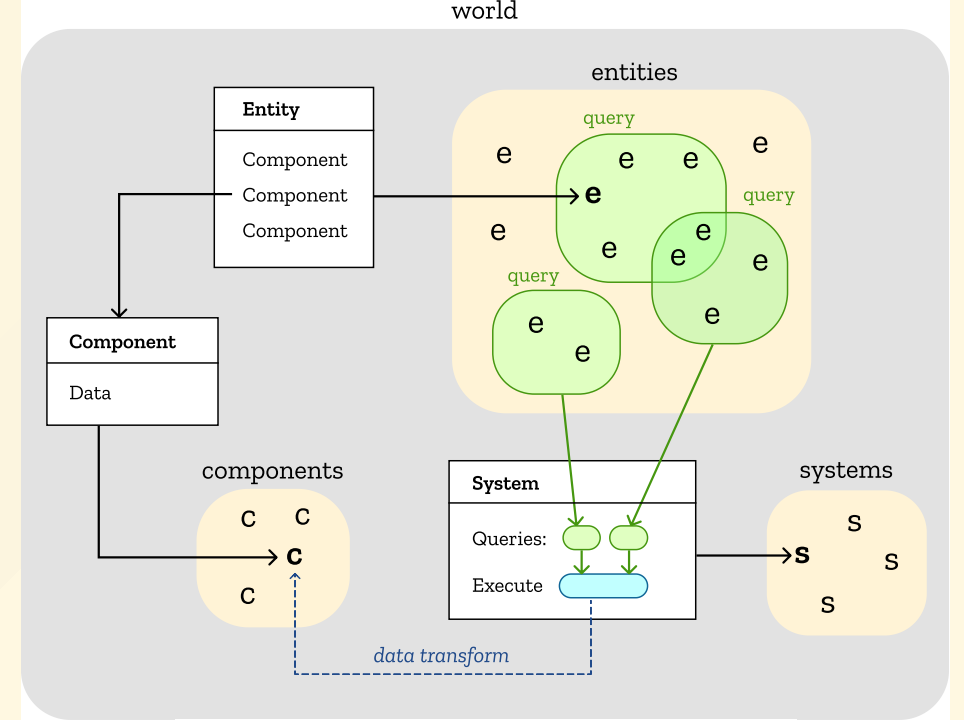 world
entities
Entity
Component
Component
Component
query
e
e
e
e
e
e
e
query
e
e
e
e
query
e
e
e
Component
Data
components
c
c
c
c
System
Queries:
Execute
systems
s
s
s
s
data transform